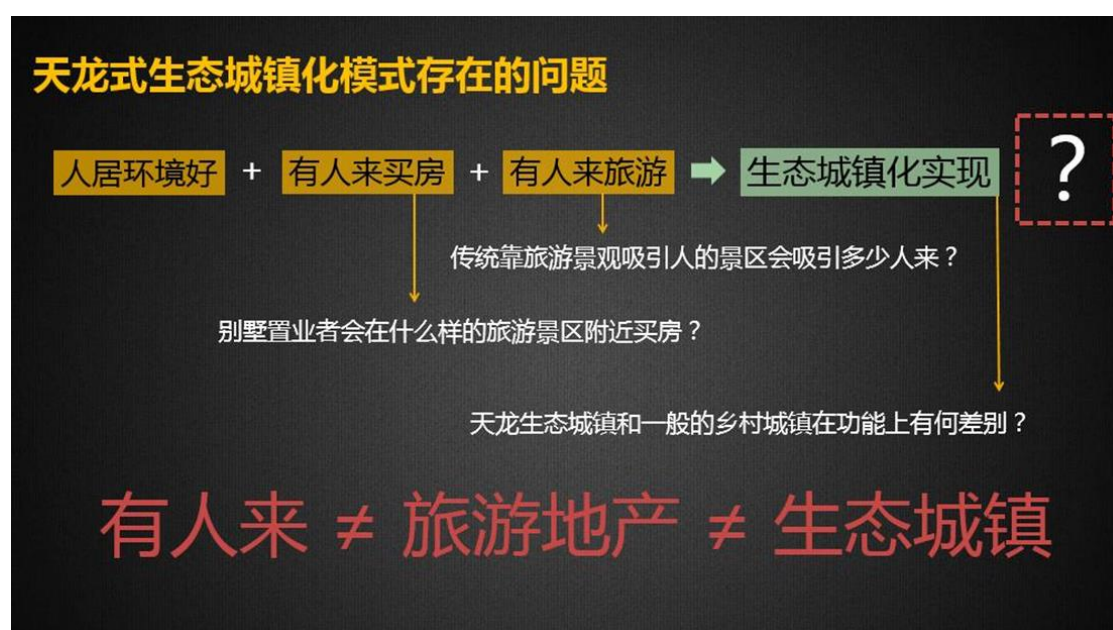 天龙式生态城镇化模式存在的问题
人居环境好 + 有人来买房 + 有人来旅游 ➡ 生态城镇化实现 ?
传统靠旅游景观吸引人的景区会吸引多少人来？
别墅置业者会在什么样的旅游景区附近买房？
天龙生态城镇和一般的乡村城镇在功能上有何差别？
有人来 ≠ 旅游地产 ≠ 生态城镇